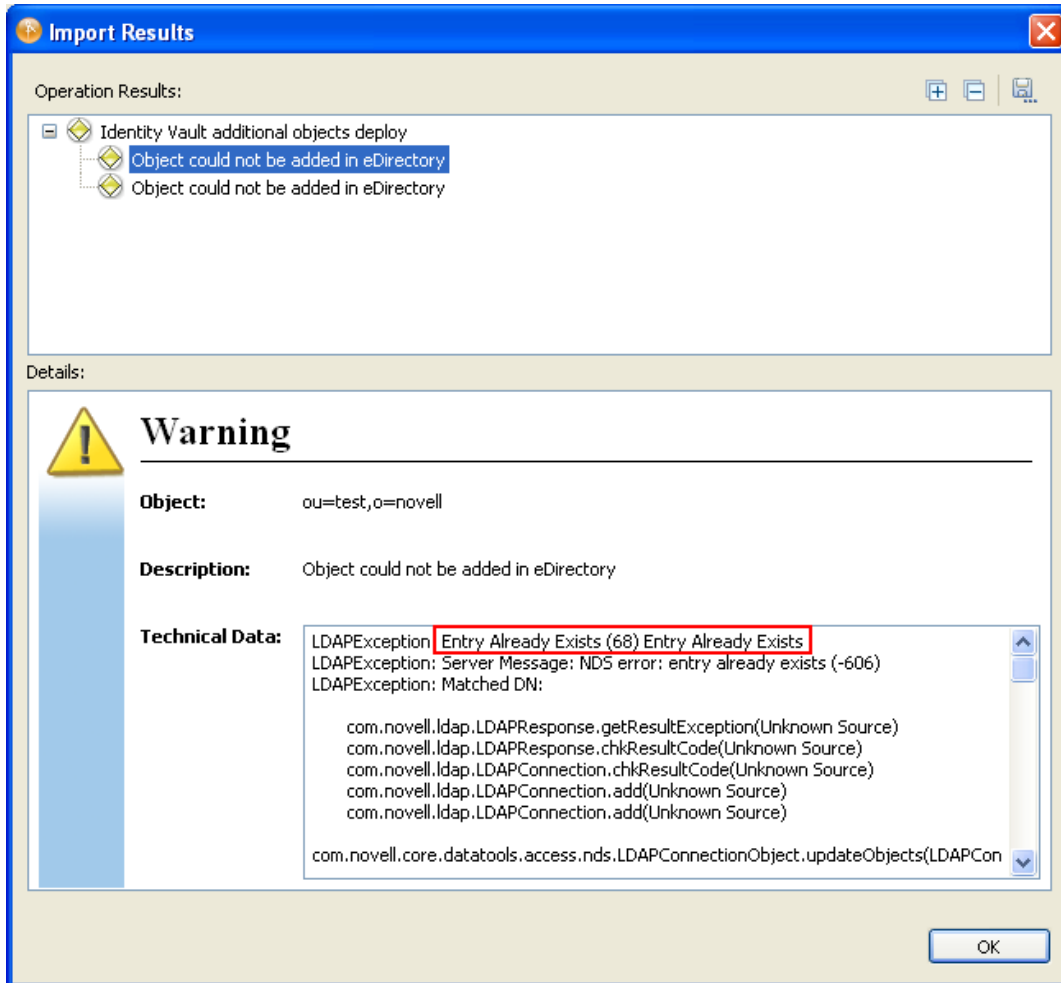 Import Results
Operation Results:
Identity Vault additional objects deploy
Object could not be added in eDirectory
Object could not be added in eDirectory
Details:
Warning
Object: ou=test,o=novell
Description: Object could not be added in eDirectory
Technical Data: LDAPException Entry Already Exists (68) Entry Already Exists
LDAPException: Server Message: NDS error: entry already exists (-606)
LDAPException: Matched DN:
com.novell.ldap.LDAPResponse.getResultException(Unknown Source)
com.novell.ldap.LDAPResponse.chkResultCode(Unknown Source)
com.novell.ldap.LDAPConnection.chkResultCode(Unknown Source)
com.novell.ldap.LDAPConnection.add(Unknown Source)
com.novell.ldap.LDAPConnection.add(Unknown Source)
com.novell.core.datatools.access.nds.LDAPConnectionObject.updateObjects(LDAPCon
OK